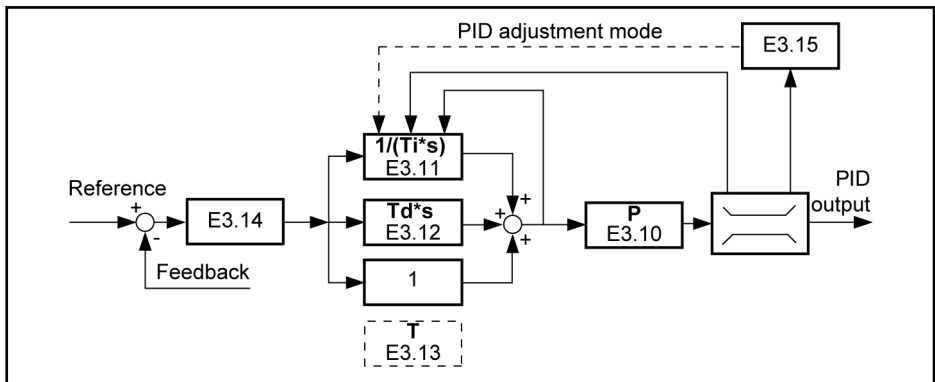 PID adjustment mode
E3.15
1/(Ti*s)
E3.11
Reference
+
-
Feedback
E3.14
Td*s
E3.12
1
T
E3.13
+
+
+
P
E3.10
PID
output